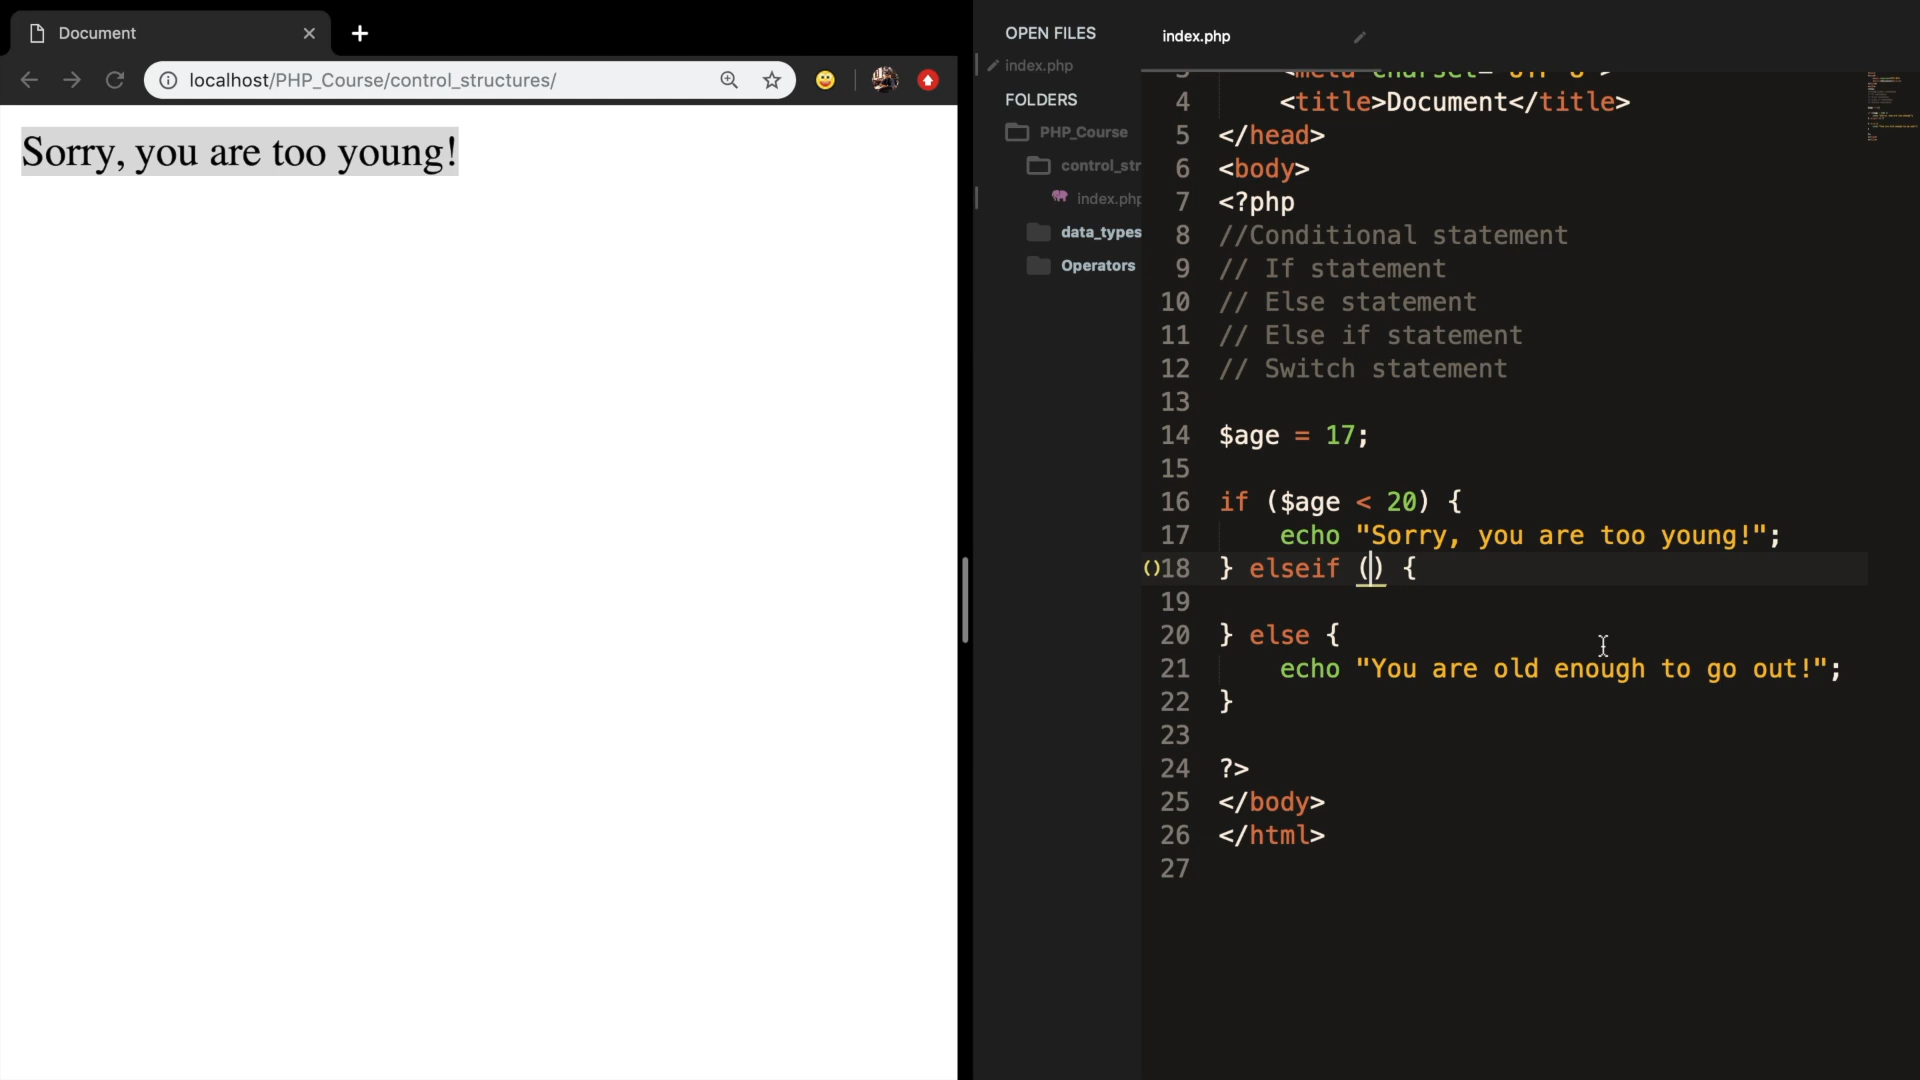 Document
localhost/PHP_Course/control_structures/
Sorry, you are too young!
OPEN FILES
index.php
FOLDERS
PHP_Course
control_str
index.php
data_types
Operators
index.php
4 <title>Document</title>
5 </head>
6 <body>
7 <?php
8 //Conditional statement
9 // If statement
10 // Else statement
11 // Else if statement
12 // Switch statement
13
14 $age = 17;
15
16 if ($age < 20) {
17 echo "Sorry, you are too young!";
()18 } elseif () {
19
20 } else {
21 echo "You are old enough to go out!";
22 }
23
24 ?>
25 </body>
26 </html>
27